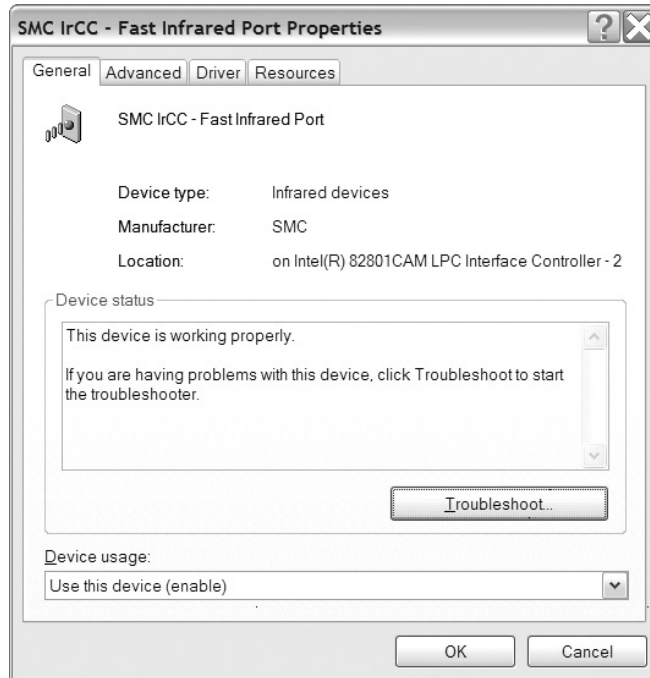 SMC IrCC - Fast Infrared Port Properties
General Advanced Driver Resources
SMC IrCC - Fast Infrared Port
Device type: Infrared devices
Manufacturer: SMC
Location: on Intel(R) 82801CAM LPC Interface Controller - 2
Device status
This device is working properly.
If you are having problems with this device, click Troubleshoot to start
the troubleshooter.
Troubleshoot...
Device usage:
Use this device (enable)
OK Cancel